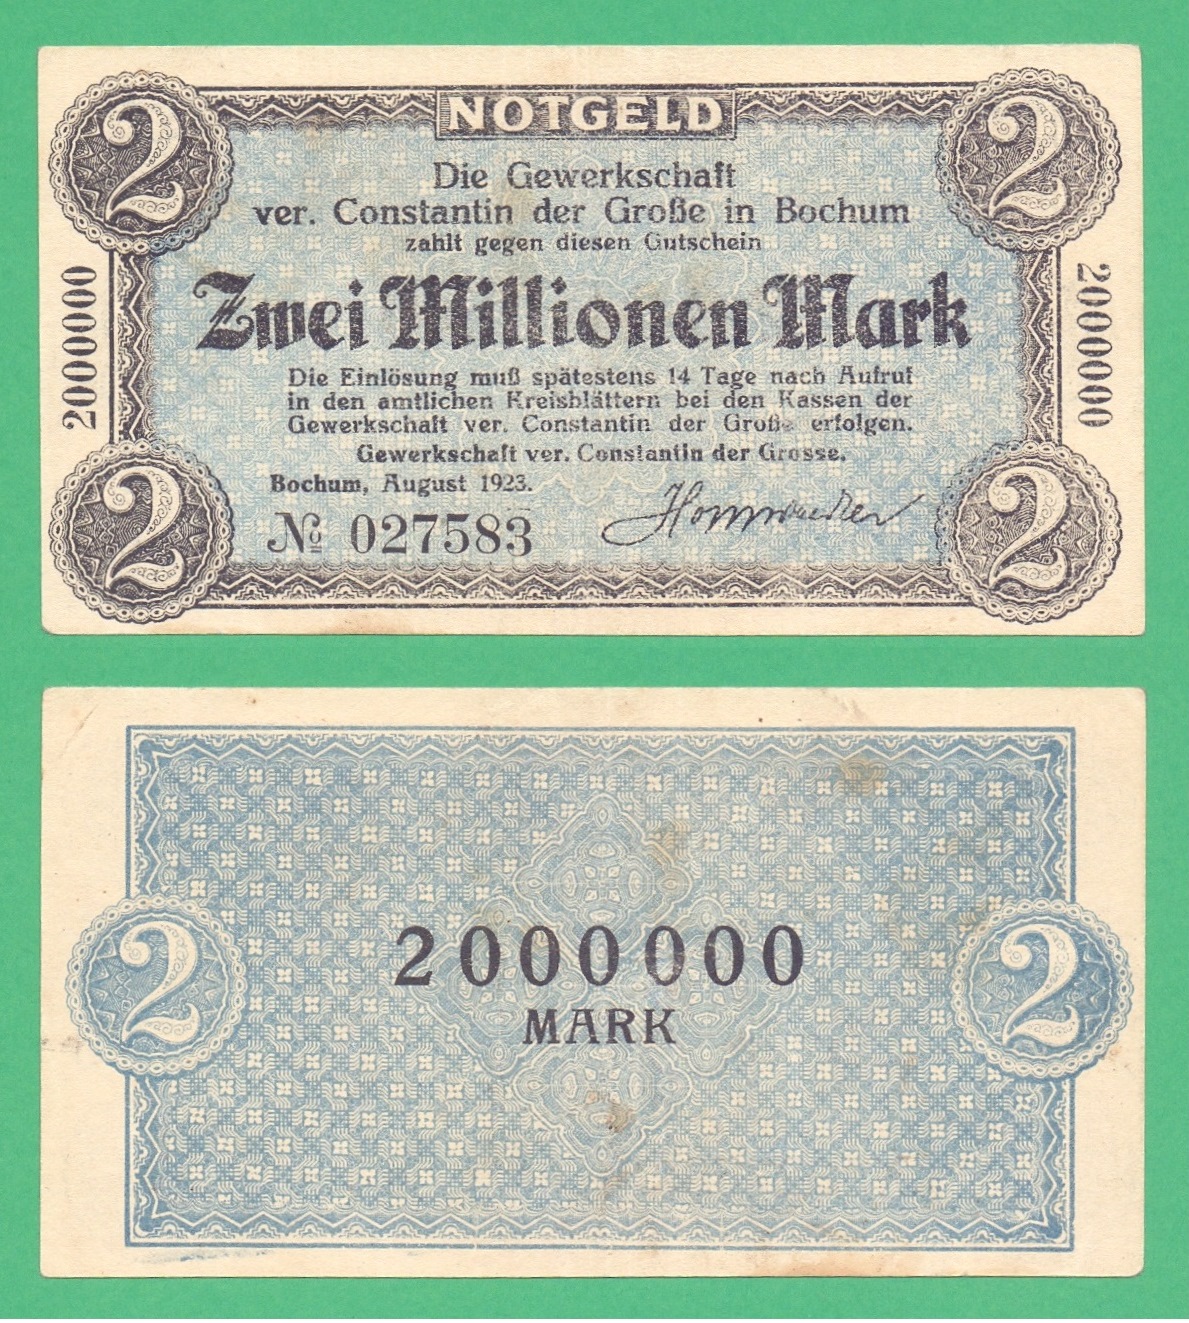 NOTGELD
2
2
Die Gewerkschaft
ver. Constantin der Große in Bochum
zahlt gegen diesen Gutschein
Zwei Millionen Mark
2000000
2000000
Die Einlösung muß spätestens 14 Tage nach Aufruf
in den amtlichen Kreisblättern bei den Kassen der
Gewerkschaft ver. Constantin der Große erfolgen.
Gewerkschaft ver. Constantin der Grosse.
Bochum, August 1923.
№ 027583
2
2
2
2000000
2
MARK